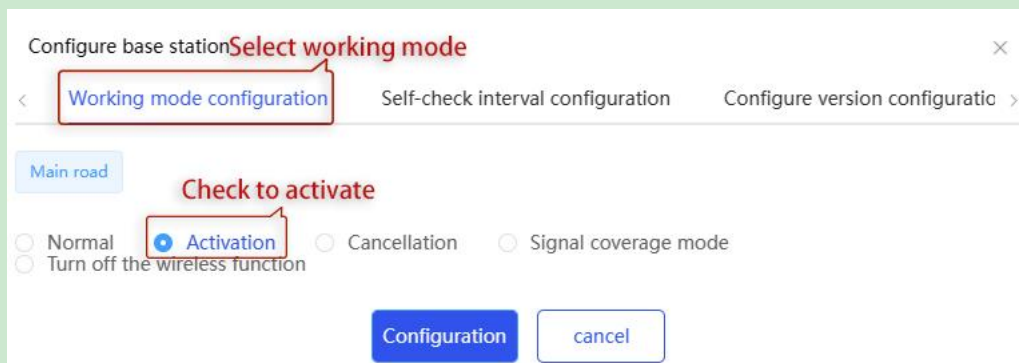 Configure base station
Select working mode
Working mode configuration
Self-check interval configuration
Configure version configuratio
Main road
Check to activate
Normal
Activation
Cancellation
Signal coverage mode
Turn off the wireless function
Configuration
cancel